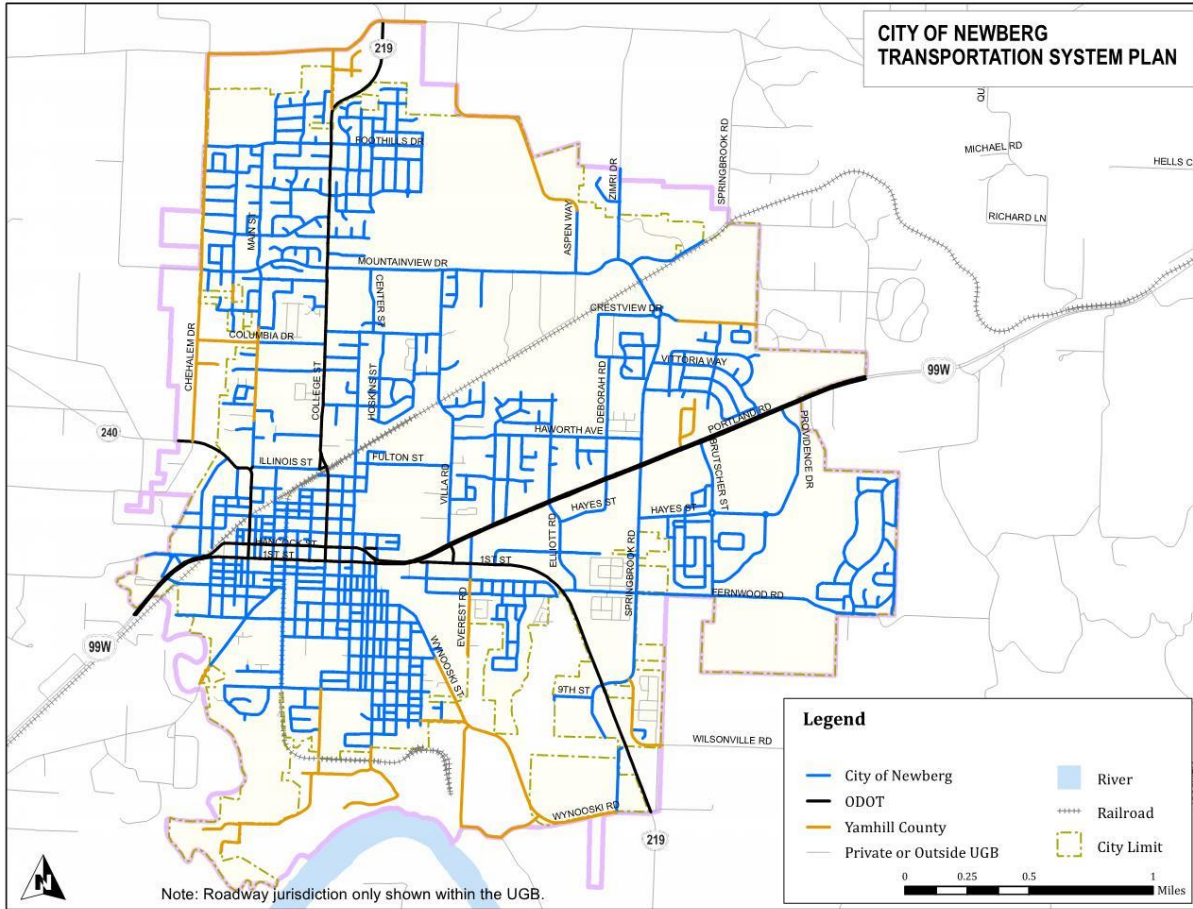 CITY OF NEWBERG
TRANSPORTATION SYSTEM PLAN
219
QU
MICHAEL RD
HELLS C
RICHARD LN
SPRINGBROOK RD
ZIMRI DR
FOOTHILLS DR
ASPEN WAY
MAIN ST
MOUNTAINVIEW DR
CENTER ST
CRESTVIEW DR
COLUMBIA DR
CHEHALEM DR
COLLEGE ST
HOSKINS ST
DEBORAH RD
VITTORIA WAY
99W
PORTLAND RD
240
HAWORTH AVE
PROVIDENCE DR
BRUTSCHER ST
ILLINOIS ST
FULTON ST
VILLA RD
HAYES ST
HAYES ST
ELLIOTT RD
HANCOCK ST
1ST ST
1ST ST
SPRINGBROOK RD
FERNWOOD RD
EVEREST RD
99W
WYNOOSKI ST
9TH ST
WILSONVILLE RD
WYNOOSKI RD
219
Legend
City of Newberg
ODOT
Yamhill County
Private or Outside UGB
River
Railroad
City Limit
0 0.25 0.5 1
Miles
N
Note: Roadway jurisdiction only shown within the UGB.